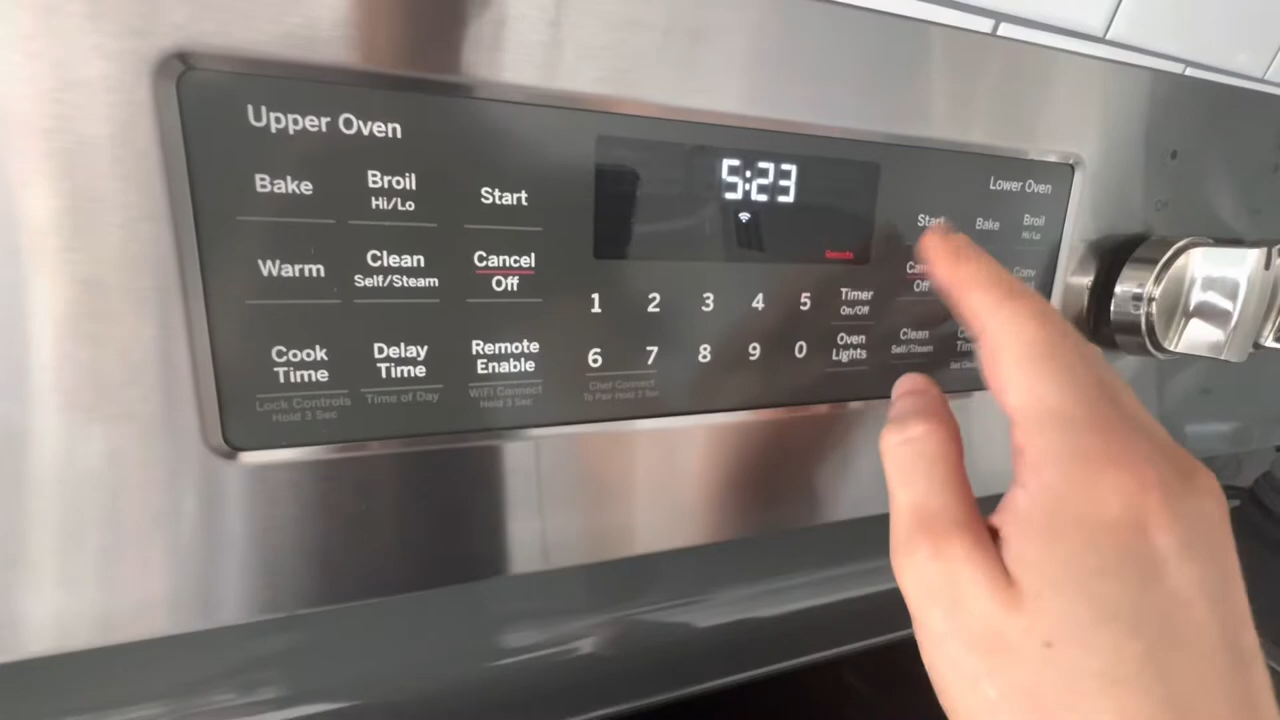 Upper Oven
Bake
Broil
Hi/Lo
Start
Warm
Clean
Self/Steam
Cancel
Off
Cook
Time
Lock Controls
Hold 3 Sec
Delay
Time
Time of Day
Remote
Enable
WiFi Connect
Hold 3 Sec
5:23
1 2 3 4 5
6 7 8 9 0
Chef Connect
To Pair Hold 2 Sec
Timer
On/Off
Oven
Lights
Lower Oven
Start
Bake
Broil
Hi/Lo
Off
Conv
Clean
Self/Steam